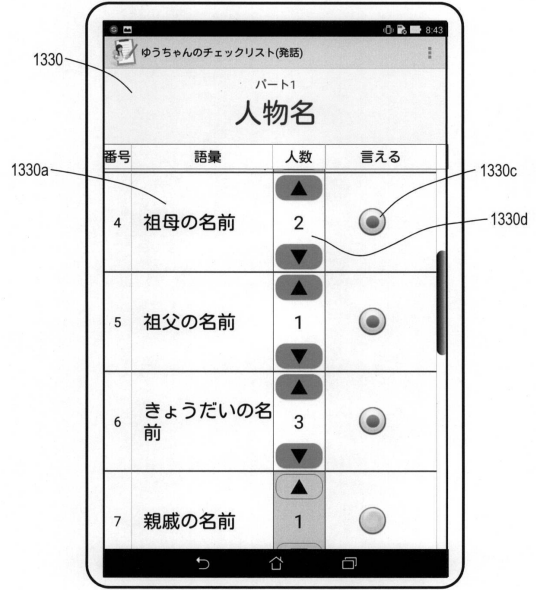 8:43
ゆうちゃんのチェックリスト(発話)
1330
パート1
人物名
番号 語彙 人数 言える
1330a
1330c
1330d
4 祖母の名前 2
5 祖父の名前 1
6 きょうだいの名
前 3
7 親戚の名前 1